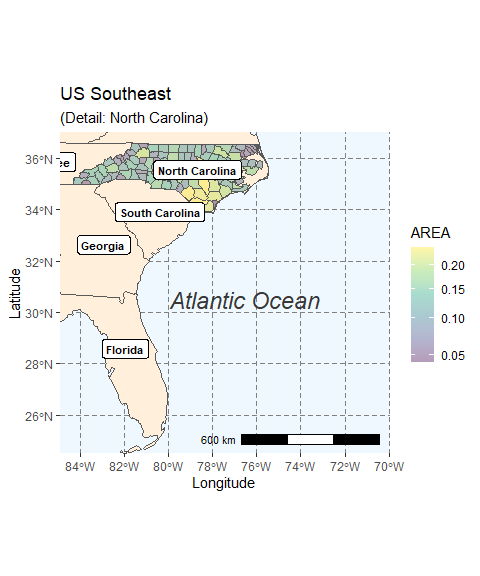 US Southeast
(Detail: North Carolina)
36°N
34°N
32°N
30°N
28°N
26°N
Latitude
ee
North Carolina
South Carolina
Georgia
Atlantic Ocean
Florida
600 km
84°W 82°W 80°W 78°W 76°W 74°W 72°W 70°W
Longitude
AREA
0.20
0.15
0.10
0.05